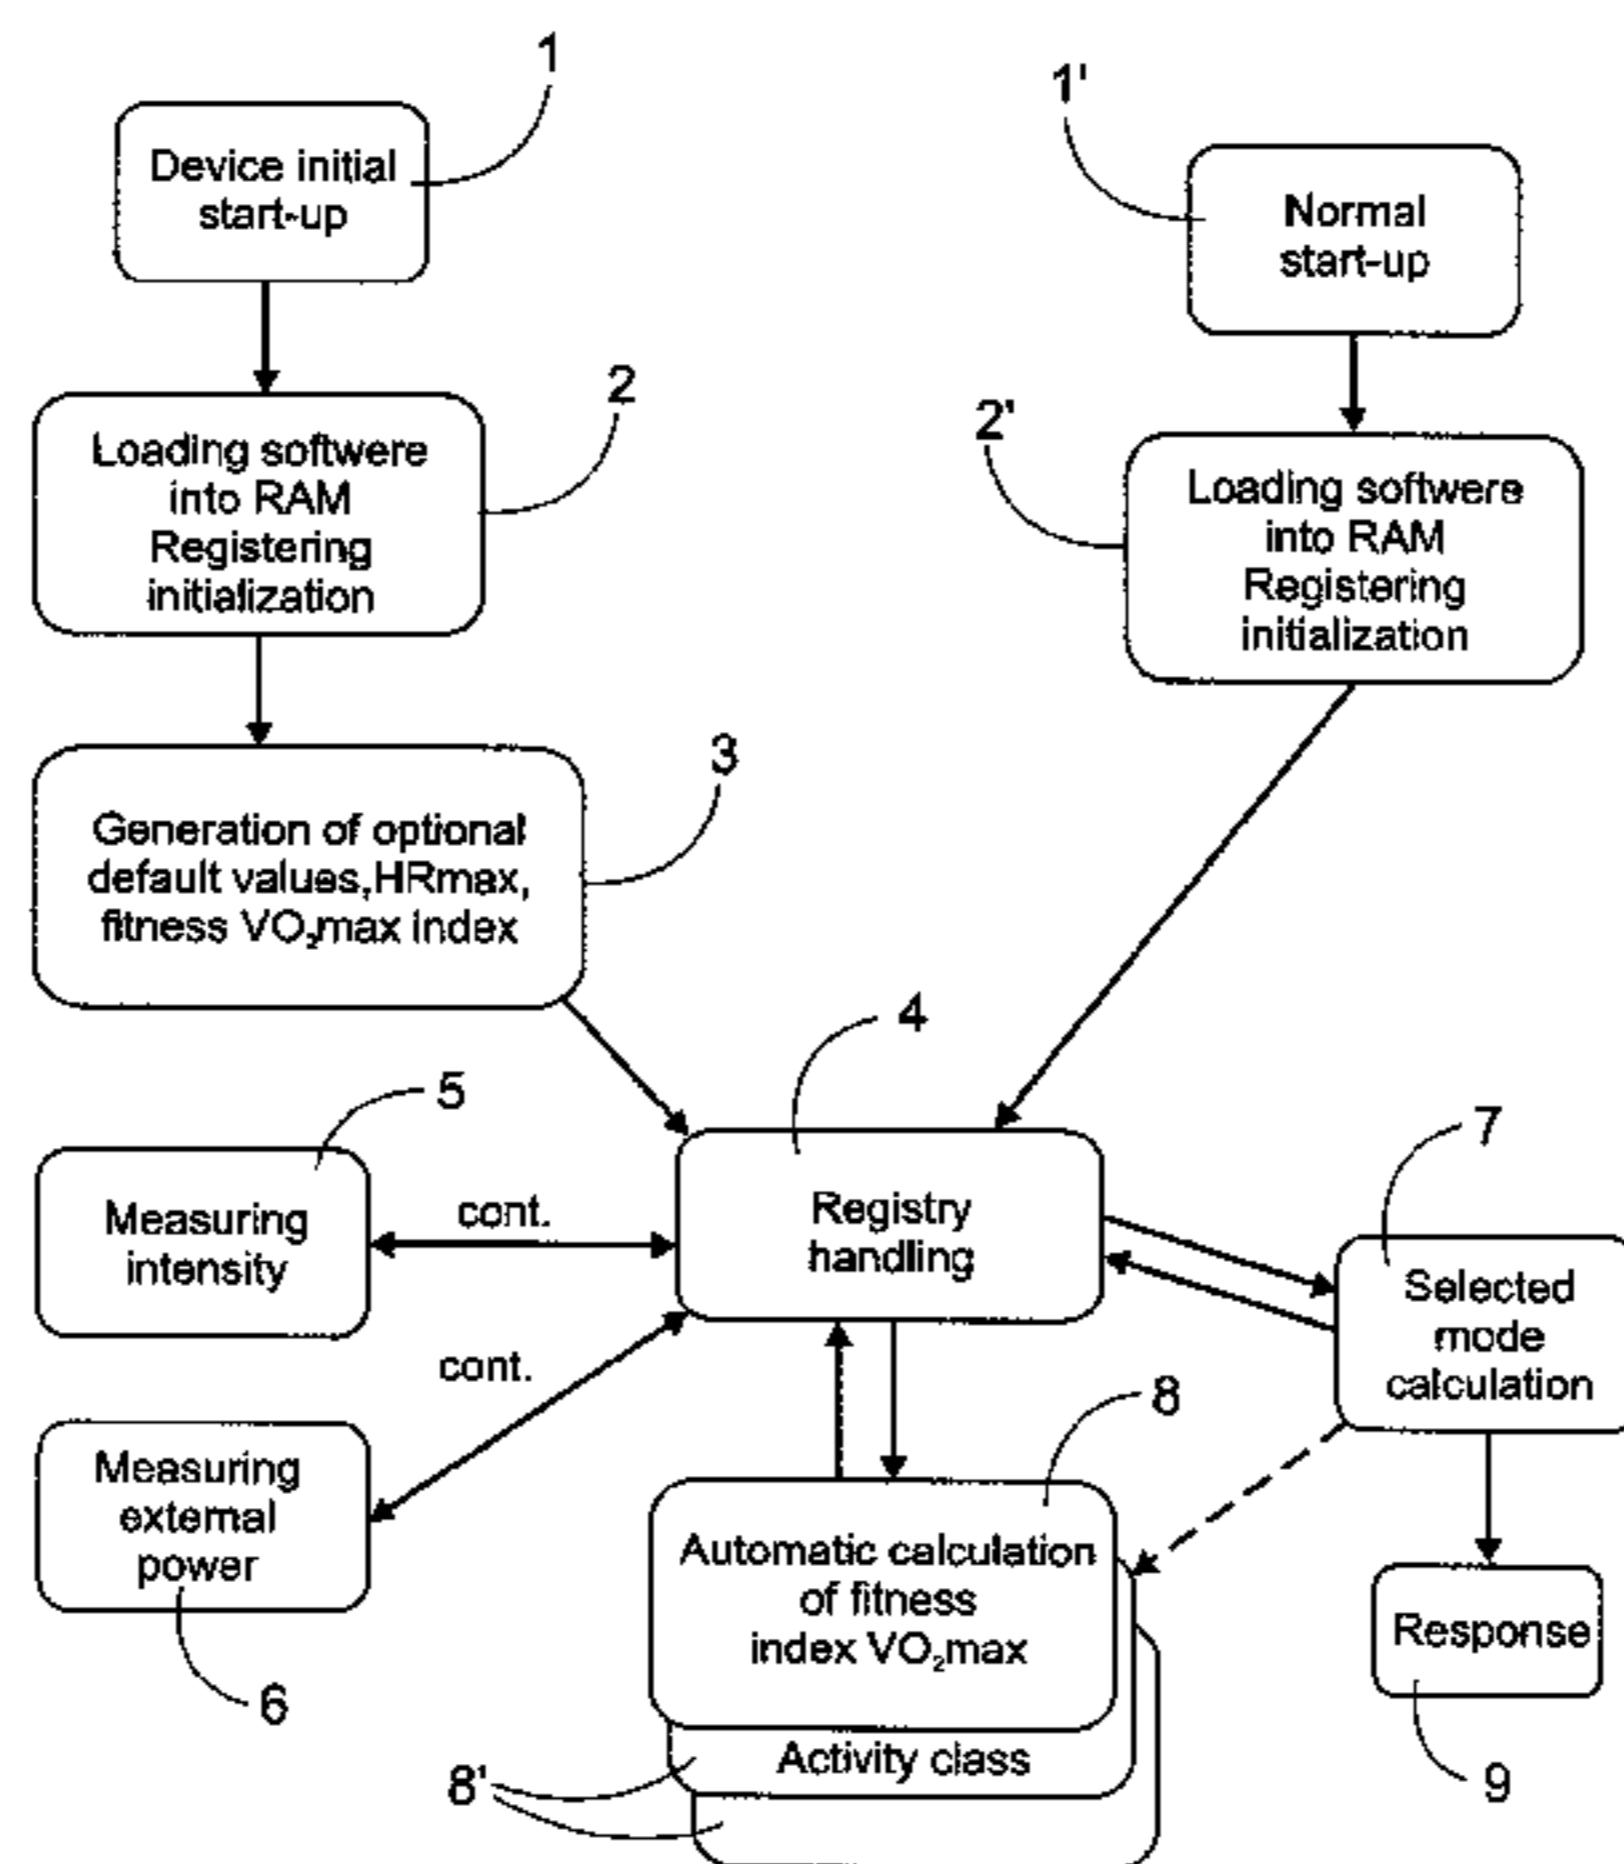 1
Device initial
start-up
1'
Normal
start-up
2
Loading softwere
into RAM
Registering
initialization
2'
Loading softwere
into RAM
Registering
initialization
3
Generation of optional
default values,HRmax,
fitness VO₂max index
4
Registry
handling
5
Measuring
intensity
cont.
cont.
6
Measuring
external
power
7
Selected
mode
calculation
8
Automatic calculation
of fitness
index VO₂max
Activity class
8'
Response
9